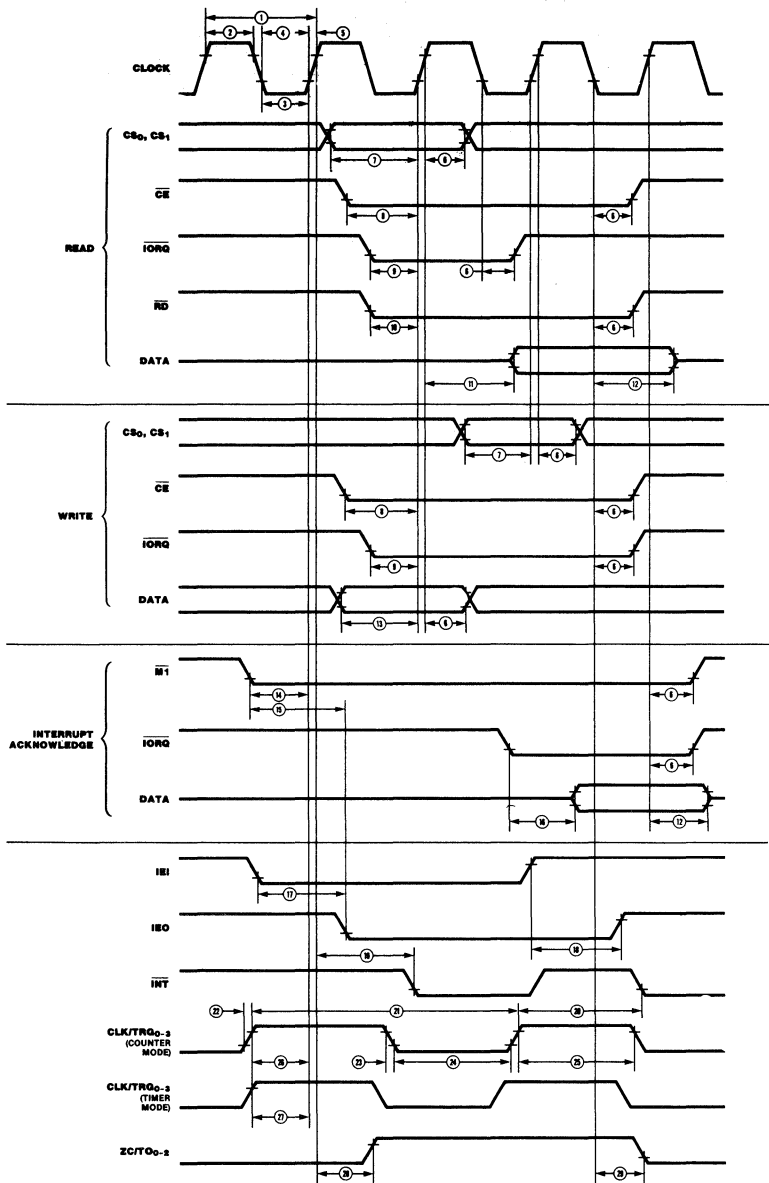 1
2
4
5
CLOCK
3
READ
CS0, CS1
7
6
CE
8
6
IORQ
9
6
RD
10
6
DATA
11
12
WRITE
CS0, CS1
7
6
CE
8
6
IORQ
9
6
DATA
13
6
INTERRUPT
ACKNOWLEDGE
M1
14
6
15
IORQ
6
DATA
16
12
IEI
17
IEO
18
INT
22
21
CLK/TRG0-3
(COUNTER
MODE)
26
23
24
25
CLK/TRG0-3
(TIMER
MODE)
27
ZC/TO0-2
28
29